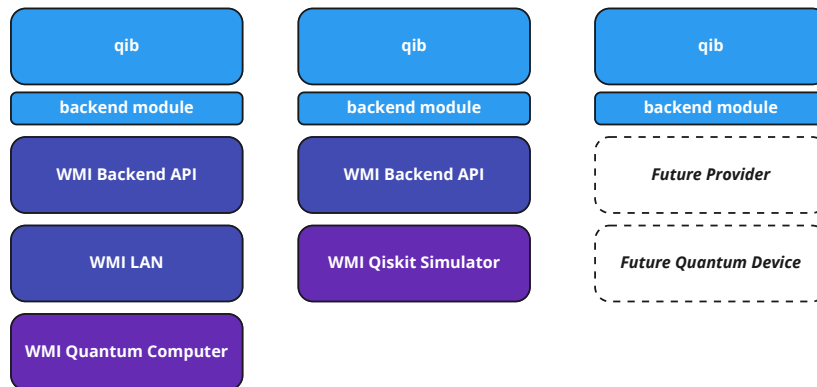 qib
backend module
WMI Backend API
WMI LAN
WMI Quantum Computer
qib
backend module
WMI Backend API
WMI Qiskit Simulator
qib
backend module
Future Provider
Future Quantum Device